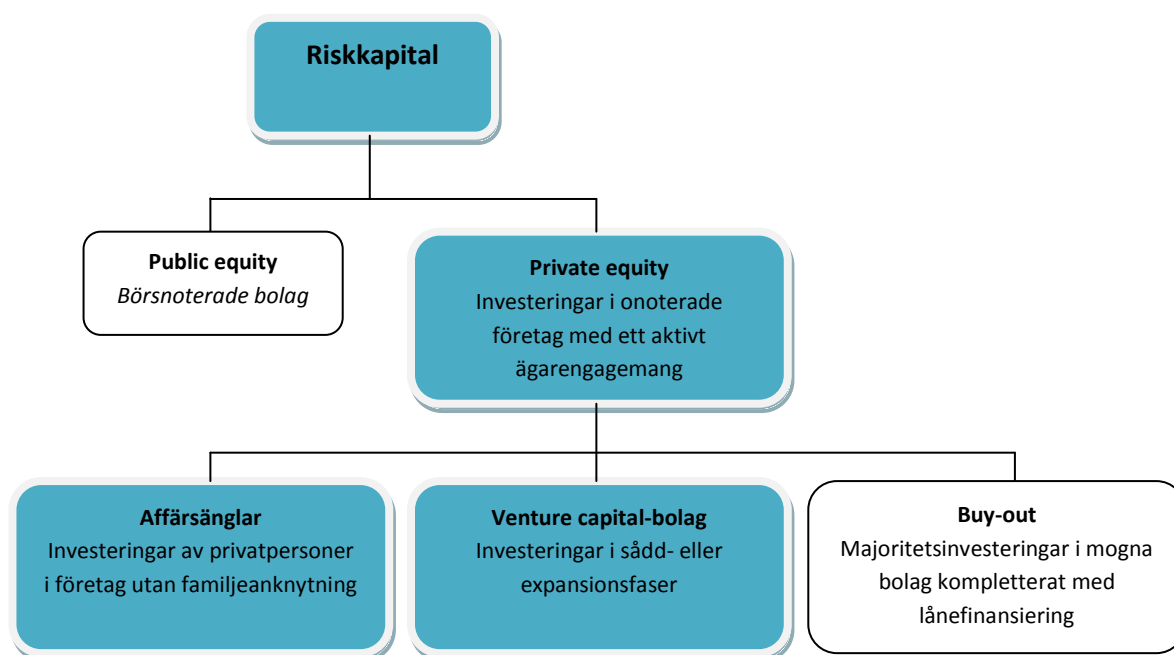 Riskkapital
Public equity
Börsnoterade bolag
Private equity
Investeringar i onoterade
företag med ett aktivt
ägarengagemang
Affärsänglar
Investeringar av privatpersoner
i företag utan familjeanknytning
Venture capital-bolag
Investeringar i sådd- eller
expansionsfaser
Buy-out
Majoritetsinvesteringar i mogna
bolag kompletterat med
lånefinansiering